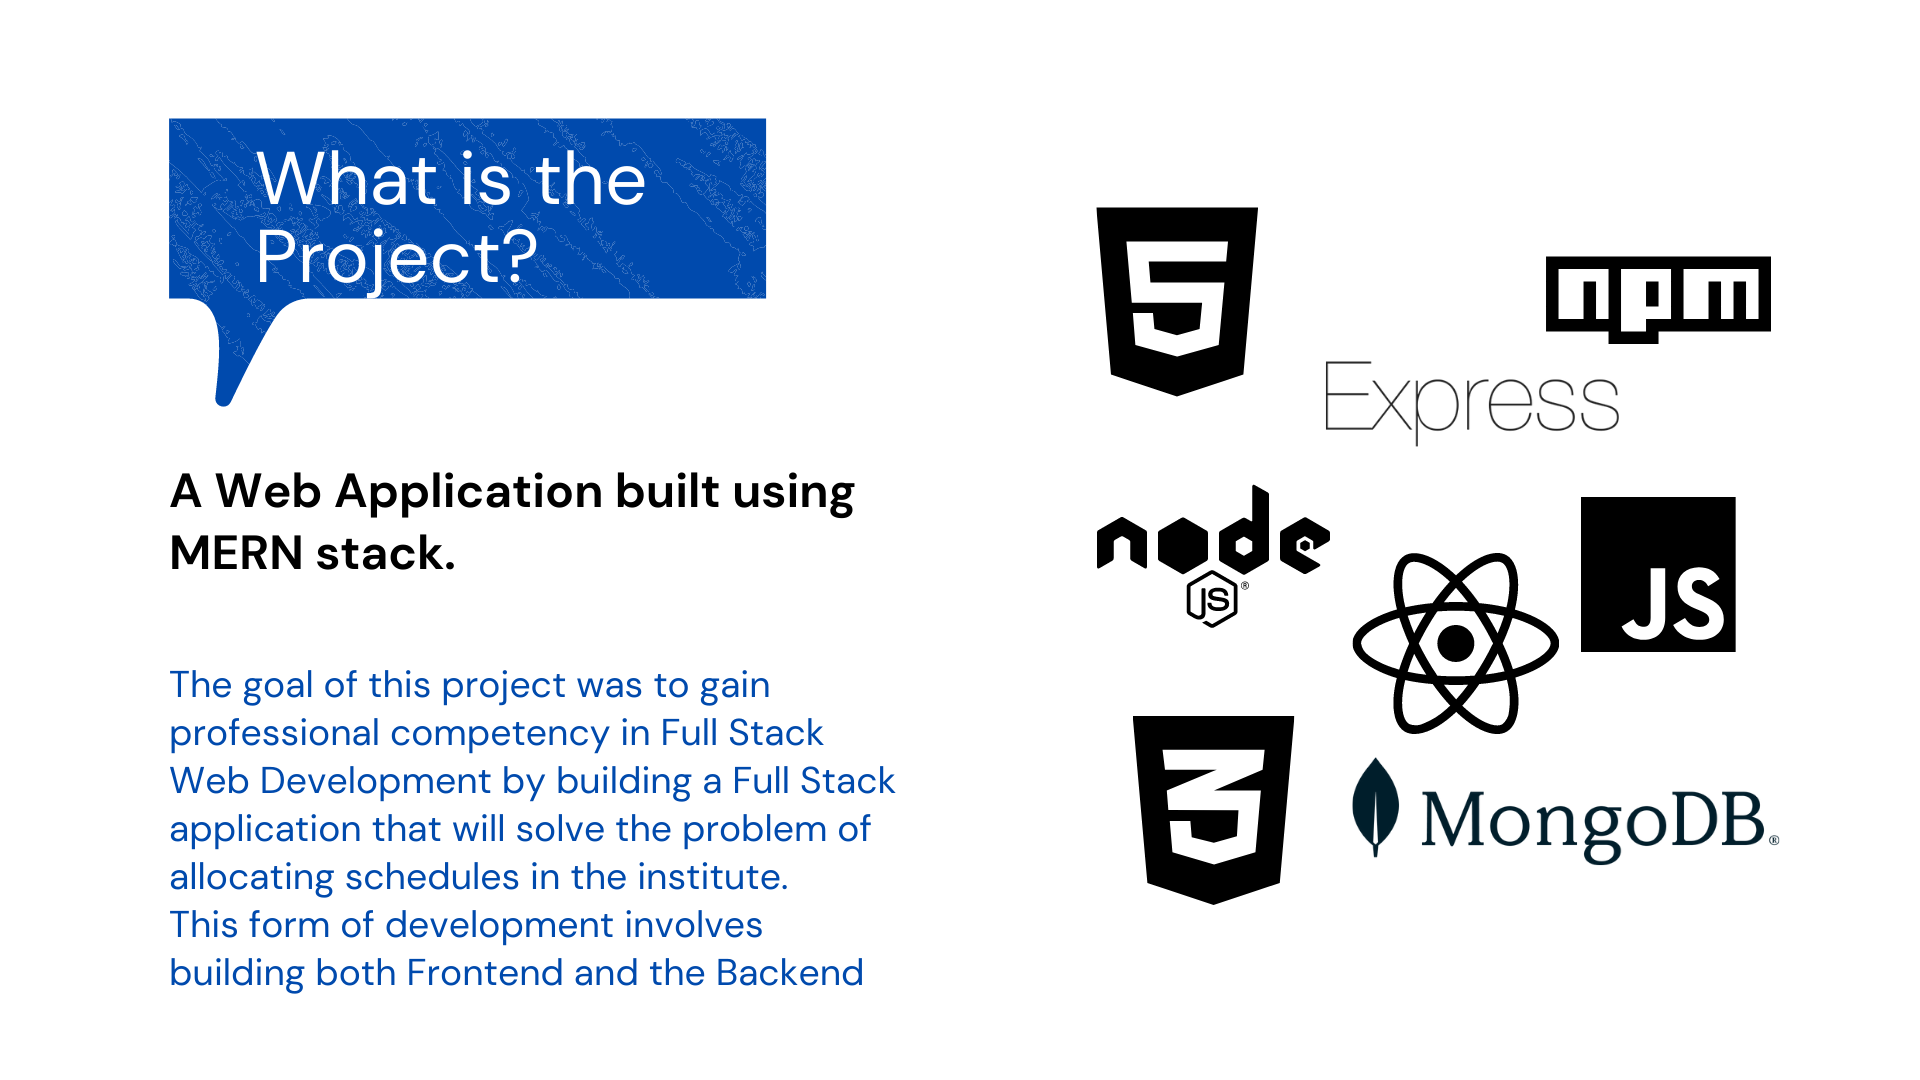 What is the
Project?
A Web Application built using
MERN stack.
The goal of this project was to gain
professional competency in Full Stack
Web Development by building a Full Stack
application that will solve the problem of
allocating schedules in the institute.
This form of development involves
building both Frontend and the Backend
5
npm
Express
node
JS®
JS
3
MongoDB®